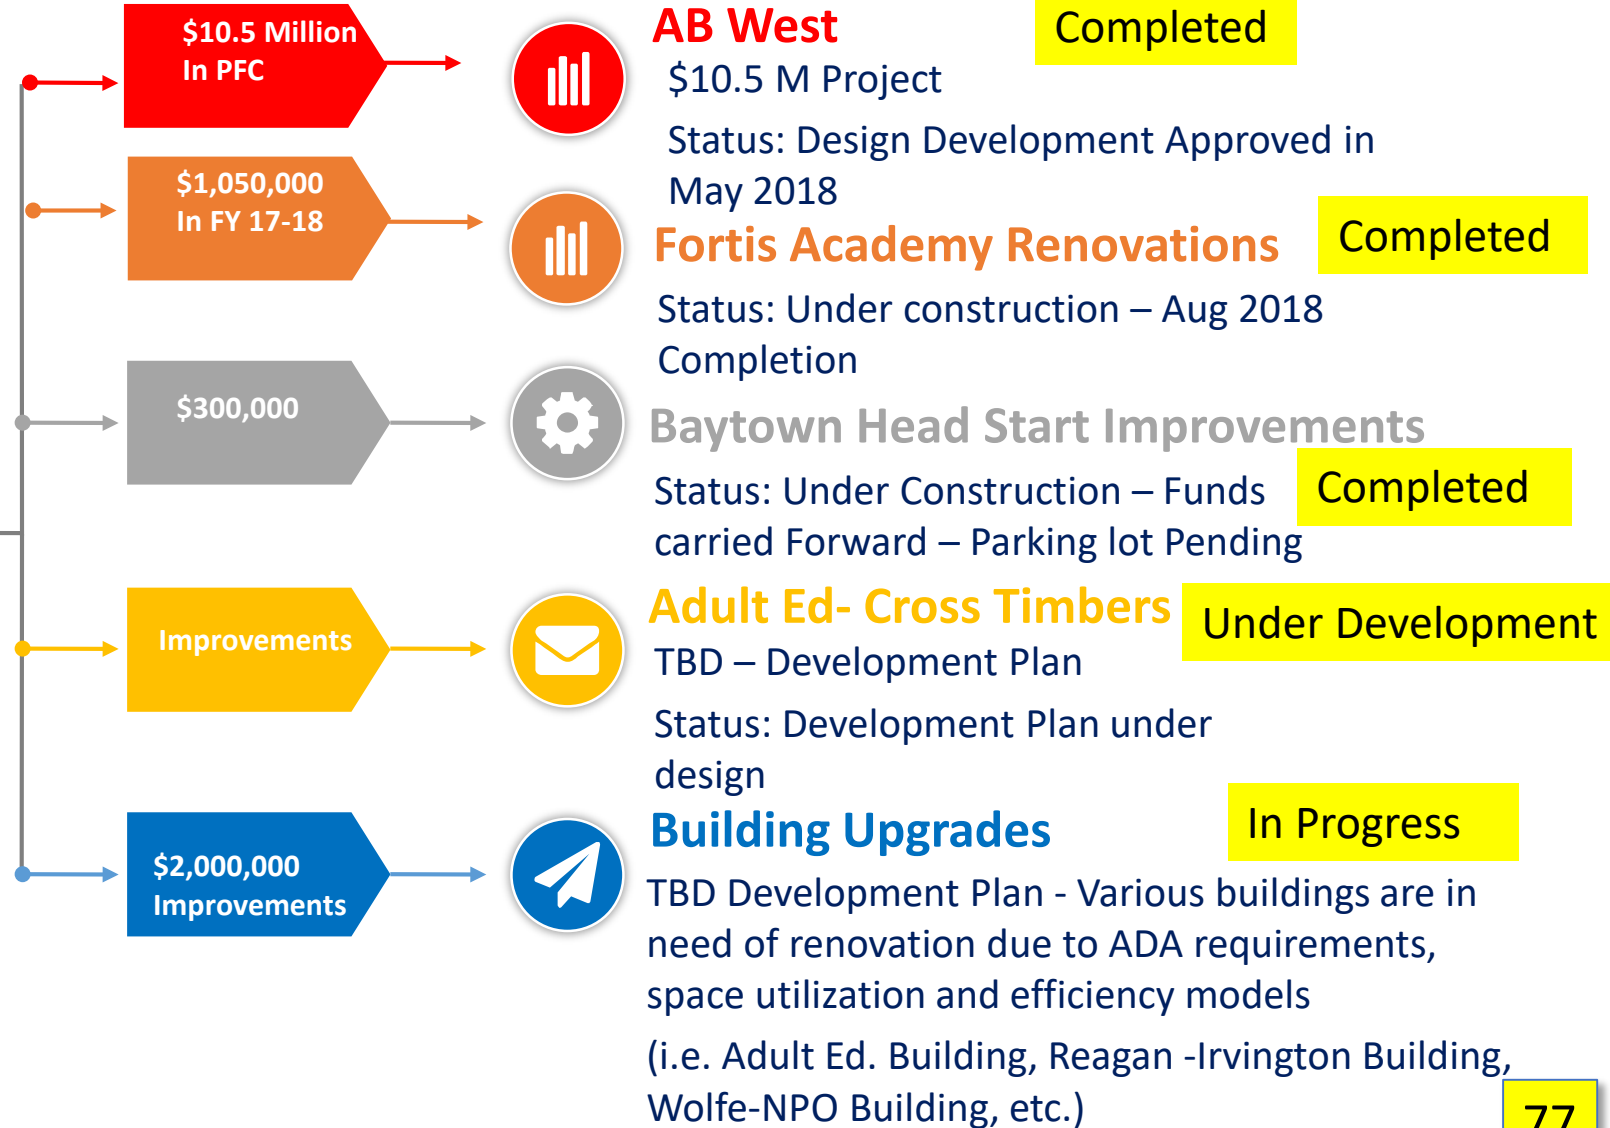 $10.5 Million
In PFC
AB West
Completed
$10.5 M Project
Status: Design Development Approved in
May 2018
$1,050,000
In FY 17-18
Fortis Academy Renovations
Completed
Status: Under construction – Aug 2018
Completion
$300,000
Baytown Head Start Improvements
Status: Under Construction – Funds
carried Forward – Parking lot Pending
Completed
Improvements
Adult Ed- Cross Timbers
Under Development
TBD – Development Plan
Status: Development Plan under
design
$2,000,000
Improvements
Building Upgrades
In Progress
TBD Development Plan - Various buildings are in
need of renovation due to ADA requirements,
space utilization and efficiency models
(i.e. Adult Ed. Building, Reagan -Irvington Building,
Wolfe-NPO Building, etc.)
77